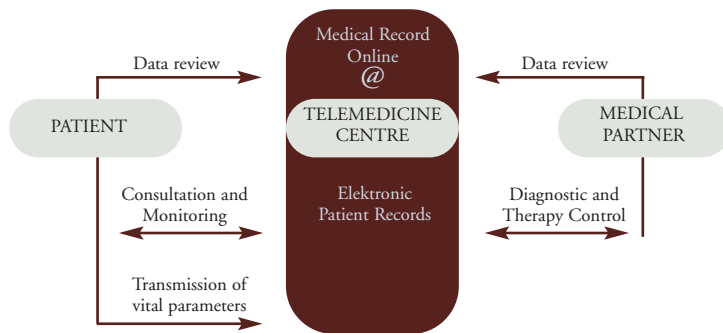 Medical Record
Online
@
Data review
Data review
PATIENT
TELEMEDICINE
CENTRE
MEDICAL
PARTNER
Consultation and
Monitoring
Elektronic
Patient Records
Diagnostic and
Therapy Control
Transmission of
vital parameters